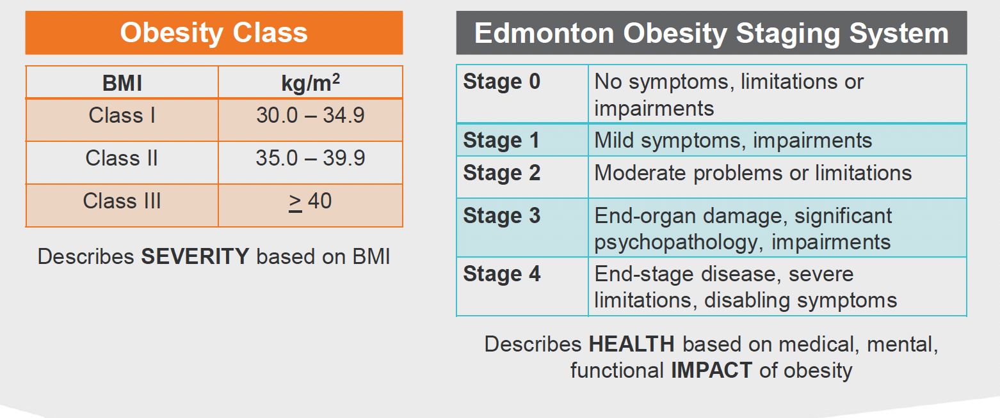 Obesity Class
BMI kg/m²
Class I 30.0 – 34.9
Class II 35.0 – 39.9
Class III ≥ 40
Describes SEVERITY based on BMI
Edmonton Obesity Staging System
Stage 0 No symptoms, limitations or
impairments
Stage 1 Mild symptoms, impairments
Stage 2 Moderate problems or limitations
Stage 3 End-organ damage, significant
psychopathology, impairments
Stage 4 End-stage disease, severe
limitations, disabling symptoms
Describes HEALTH based on medical, mental,
functional IMPACT of obesity